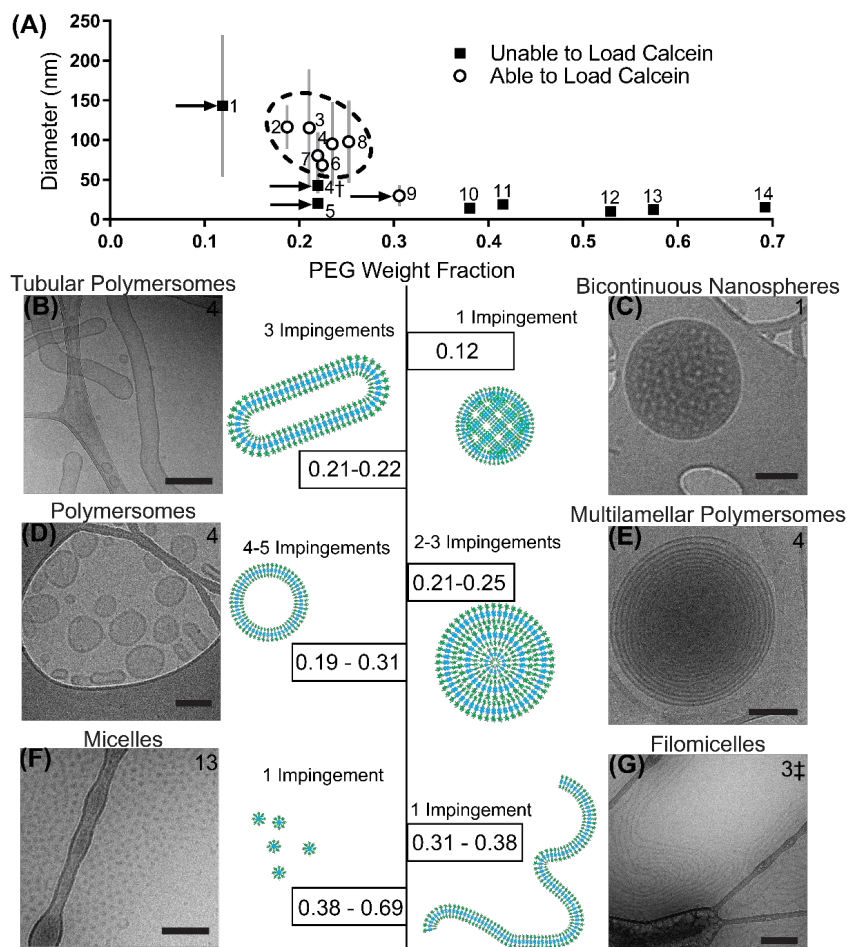 (A)
Diameter (nm)
250
200
150
100
50
0
Unable to Load Calcein
Able to Load Calcein
1
2
3
4
8
7
6
4†
5
9
10
11
12
13
14
0.0 0.1 0.2 0.3 0.4 0.5 0.6 0.7
PEG Weight Fraction
Tubular Polymersomes
(B)
4
3 Impingements
0.21-0.22
1 Impingement
0.12
Bicontinuous Nanospheres
(C)
1
Polymersomes
(D)
4
4-5 Impingements
0.19 - 0.31
2-3 Impingements
0.21-0.25
Multilamellar Polymersomes
(E)
4
Micelles
(F)
13
1 Impingement
0.38 - 0.69
1 Impingement
0.31 - 0.38
Filomicelles
(G)
3‡